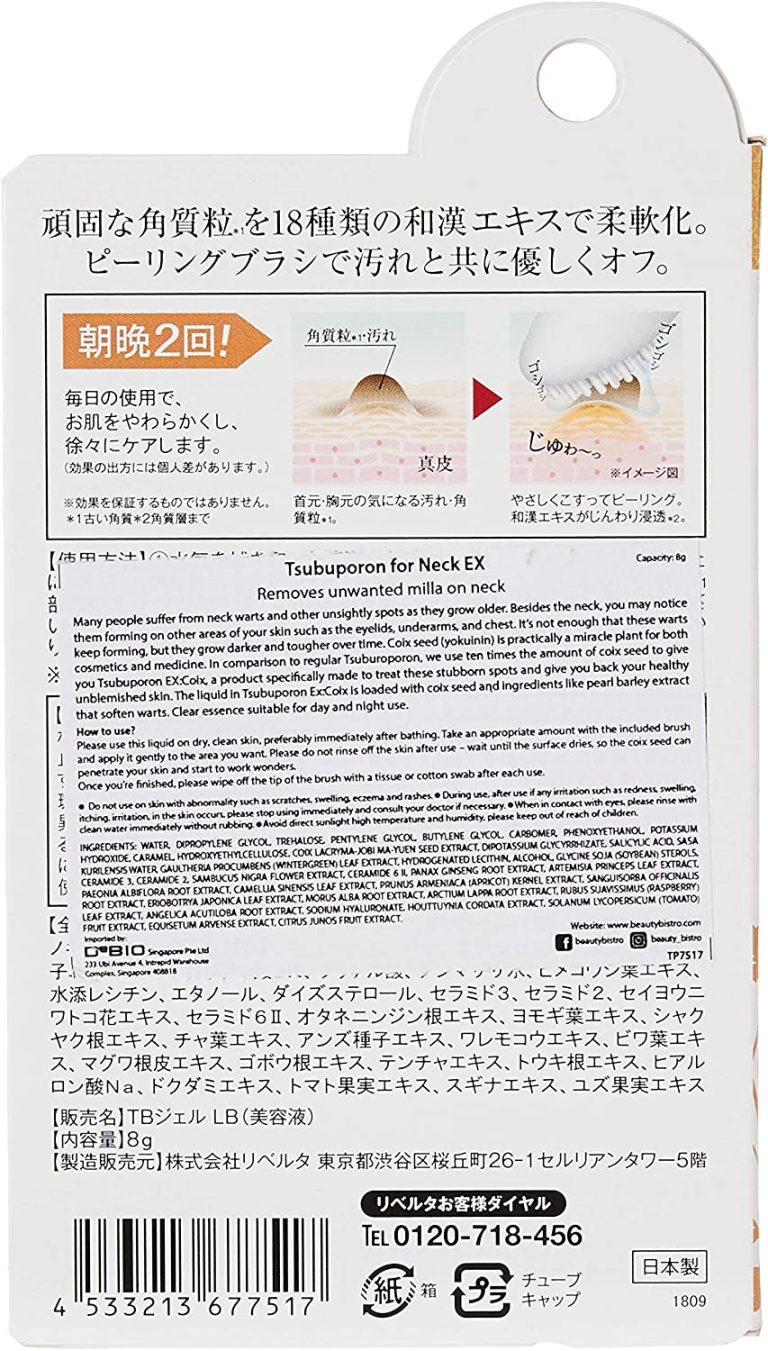 頑固な角質粒*1を18種類の和漢エキスで柔軟化。
ピーリングブラシで汚れと共に優しくオフ。
朝晩2回!
毎日の使用で、
お肌をやわらかくし、
徐々にケアします。
(効果の出方には個人差があります。)
※効果を保証するものではありません。
*1古い角質*2角質層まで
角質粒*1・汚れ
真皮
首元・胸元の気になる汚れ・角
質粒*1。
ゴシゴシ
ゴシゴシ
じゅわ〜っ
※イメージ図
やさしくこすってピーリング。
和漢エキスがじんわり浸透*2。
【使用方法】
Tsubuporon for Neck EX
Capacity: 8g
Removes unwanted milla on neck
Many people suffer from neck warts and other unsightly spots as they grow older. Besides the neck, you may notice
them forming on other areas of your skin such as the eyelids, underarms, and chest. It's not enough that these warts
keep forming, but they grow darker and tougher over time. Coix seed (yokuinin) is practically a miracle plant for both
cosmetics and medicine. In comparison to regular Tsuburoporon, we use ten times the amount of coix seed to give
you Tsubuporon EX:Coix, a product specifically made to treat these stubborn spots and give you back your healthy
unblemished skin. The liquid in Tsubuporon Ex:Coix is loaded with coix seed and ingredients like pearl barley extract
that soften warts. Clear essence suitable for day and night use.
How to use?
Please use this liquid on dry, clean skin, preferably immediately after bathing. Take an appropriate amount with the included brush
and apply it gently to the area you want. Please do not rinse off the skin after use – wait until the surface dries, so the coix seed can
penetrate your skin and start to work wonders.
Once you're finished, please wipe off the tip of the brush with a tissue or cotton swab after each use.
● Do not use on skin with abnormality such as scratches, swelling, eczema and rashes. ● During use, after use if any irritation such as redness, swelling,
itching, irritation, in the skin occurs, please stop using immediately and consult your doctor if necessary. ● When in contact with eyes, please rinse with
clean water immediately without rubbing. ● Avoid direct sunlight high temperature and humidity, please keep out of reach of children.
INGREDIENTS: WATER, DIPROPYLENE GLYCOL, TREHALOSE, PENTYLENE GLYCOL, BUTYLENE GLYCOL, CARBOMER, PHENOXYETHANOL, POTASSIUM
HYDROXIDE, CARAMEL, HYDROXYETHYLCELLULOSE, COIX LACRYMA-JOBI MA-YUEN SEED EXTRACT, DIPOTASSIUM GLYCYRRHIZATE, SALICYLIC ACID, SASA
KURILENSIS WATER, GAULTHERIA PROCUMBENS (WINTERGREEN) LEAF EXTRACT, HYDROGENATED LECITHIN, ALCOHOL, GLYCINE SOJA (SOYBEAN) STEROLS,
CERAMIDE 3, CERAMIDE 2, SAMBUCUS NIGRA FLOWER EXTRACT, CERAMIDE 6 II, PANAX GINSENG ROOT EXTRACT, ARTEMISIA PRINCEPS LEAF EXTRACT,
PAEONIA ALBIFLORA ROOT EXTRACT, CAMELLIA SINENSIS LEAF EXTRACT, PRUNUS ARMENIACA (APRICOT) KERNEL EXTRACT, SANGUISORBA OFFICINALIS
ROOT EXTRACT, ERIOBOTRYA JAPONICA LEAF EXTRACT, MORUS ALBA ROOT EXTRACT, ARCTIUM LAPPA ROOT EXTRACT, RUBUS SUAVISSIMUS (RASPBERRY)
LEAF EXTRACT, ANGELICA ACUTILOBA ROOT EXTRACT, SODIUM HYALURONATE, HOUTTUYNIA CORDATA EXTRACT, SOLANUM LYCOPERSICUM (TOMATO)
FRUIT EXTRACT, EQUISETUM ARVENSE EXTRACT, CITRUS JUNOS FRUIT EXTRACT.
Imported by:
BIO Singapore Pte Ltd
233 Ubi Avenue 4, Intrepid Warehouse
Complex, Singapore 408818
Website: www.beautybistro.com
beautybistro beauty_bistro
TP7517
ヒメコウジ葉エキス、
水添レシチン、エタノール、ダイズステロール、セラミド3、セラミド2、セイヨウニ
ワトコ花エキス、セラミド6Ⅱ、オタネニンジン根エキス、ヨモギ葉エキス、シャク
ヤク根エキス、チャ葉エキス、アンズ種子エキス、ワレモコウエキス、ビワ葉エキ
ス、マグワ根皮エキス、ゴボウ根エキス、テンチャエキス、トウキ根エキス、ヒアル
ロン酸Na、ドクダミエキス、トマト果実エキス、スギナエキス、ユズ果実エキス
【販売名】TBジェル LB(美容液)
【内容量】8g
【製造販売元】株式会社リベルタ 東京都渋谷区桜丘町26-1セルリアンタワー5階
リベルタお客様ダイヤル
TEL 0120-718-456
4 533213 677517
紙 箱
プラ チューブ
キャップ
日本製
1809